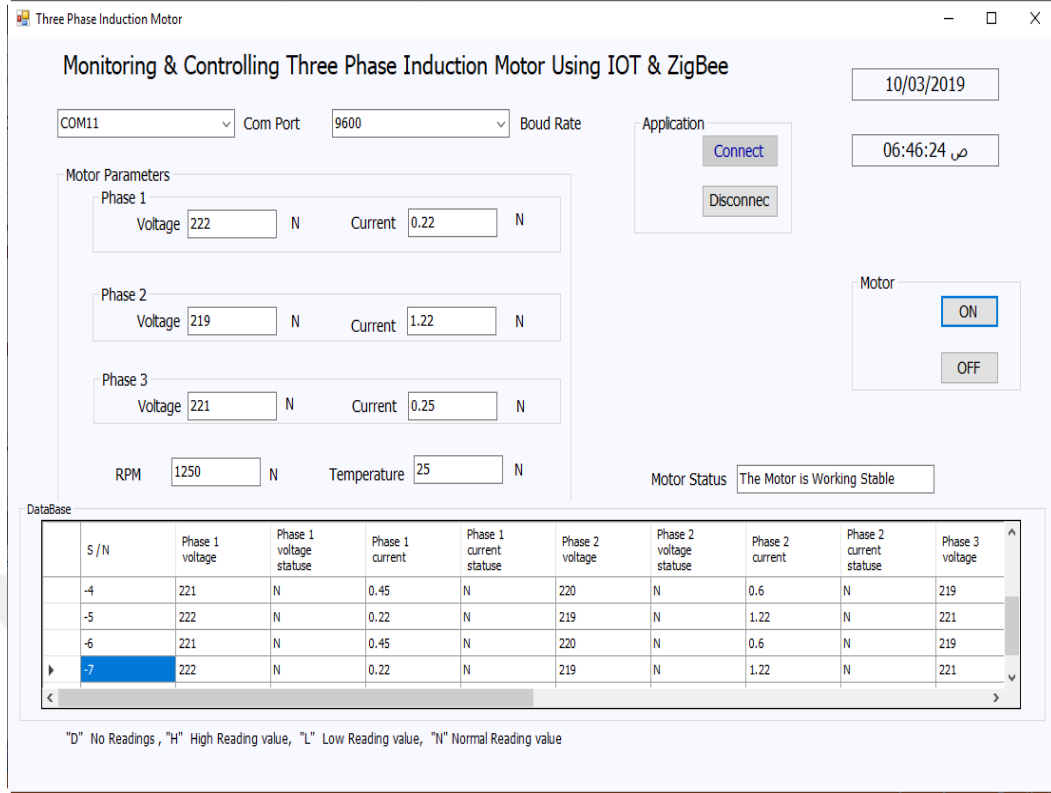 Three Phase Induction Motor
Monitoring & Controlling Three Phase Induction Motor Using IOT & ZigBee
10/03/2019
COM11 Com Port 9600 Boud Rate
Application
Connect
Disconnec
06:46:24 ص
Motor Parameters
Phase 1
Voltage 222 N Current 0.22 N
Phase 2
Voltage 219 N Current 1.22 N
Phase 3
Voltage 221 N Current 0.25 N
RPM 1250 N Temperature 25 N
Motor
ON
OFF
Motor Status The Motor is Working Stable
DataBase
S / N Phase 1 voltage Phase 1 voltage statuse Phase 1 current Phase 1 current statuse Phase 2 voltage Phase 2 voltage statuse Phase 2 current Phase 2 current statuse Phase 3 voltage
-4 221 N 0.45 N 220 N 0.6 N 219
-5 222 N 0.22 N 219 N 1.22 N 221
-6 221 N 0.45 N 220 N 0.6 N 219
-7 222 N 0.22 N 219 N 1.22 N 221
"D" No Readings , "H" High Reading value, "L" Low Reading value, "N" Normal Reading value